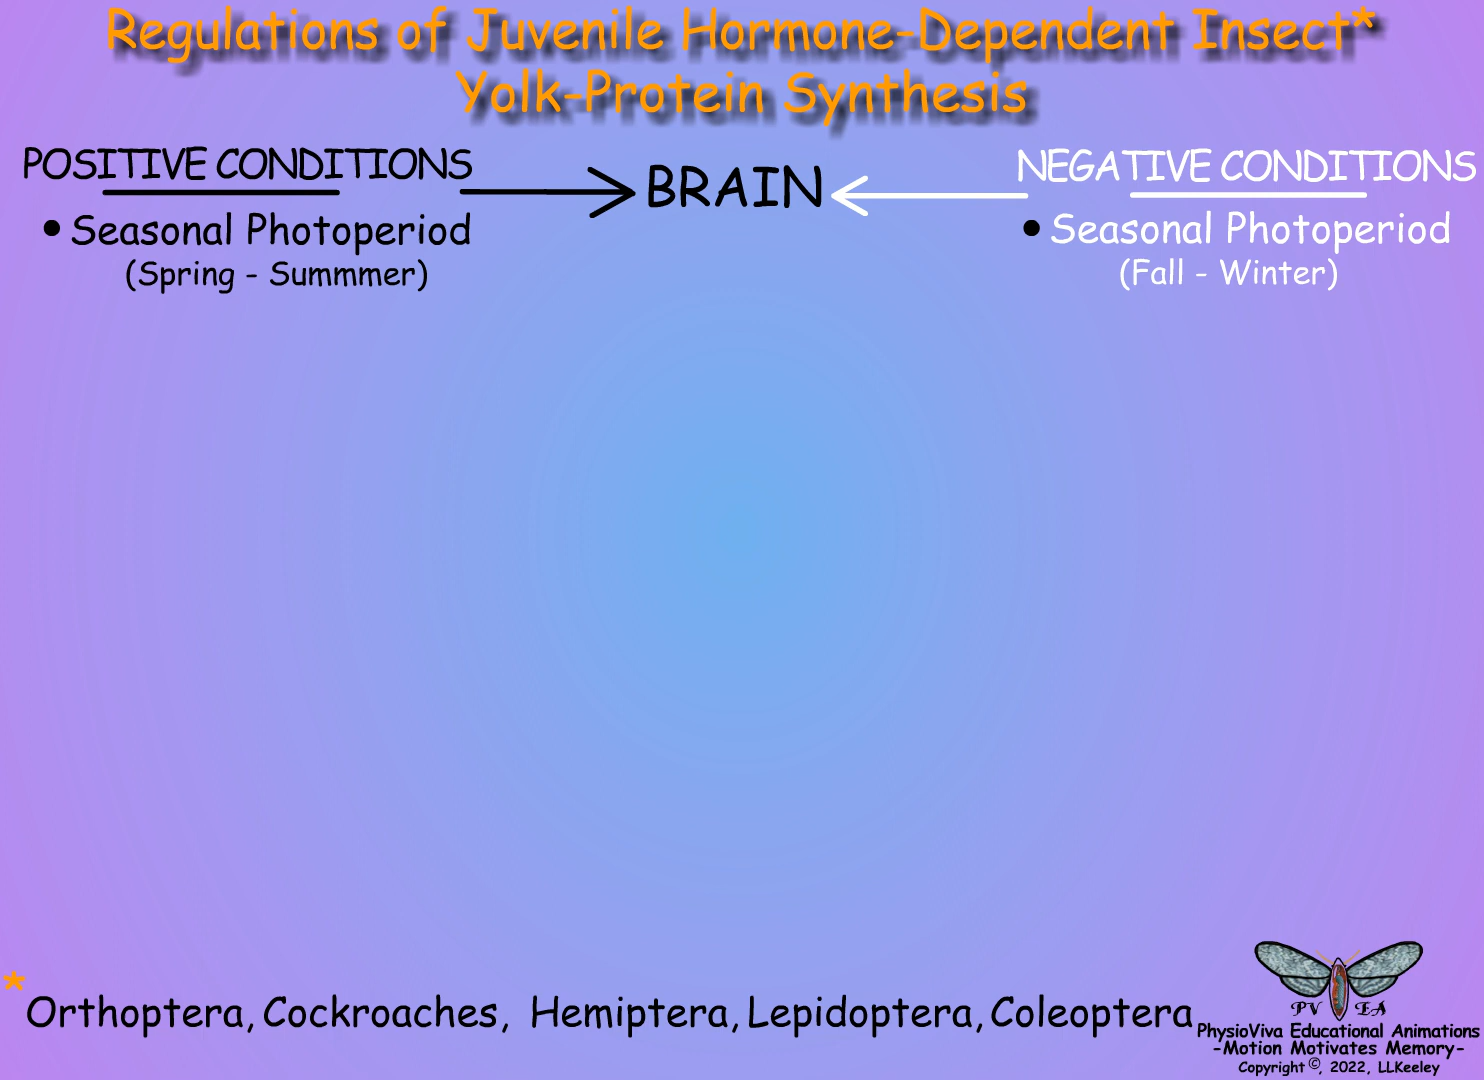 Regulations of Juvenile Hormone-Dependent Insect*
Yolk-Protein Synthesis
POSITIVE CONDITIONS
• Seasonal Photoperiod
(Spring - Summmer)
BRAIN
NEGATIVE CONDITIONS
• Seasonal Photoperiod
(Fall - Winter)
*Orthoptera, Cockroaches, Hemiptera, Lepidoptera, Coleoptera
PV EA
PhysioViva Educational Animations
-Motion Motivates Memory-
Copyright ©, 2022, LLKeeley